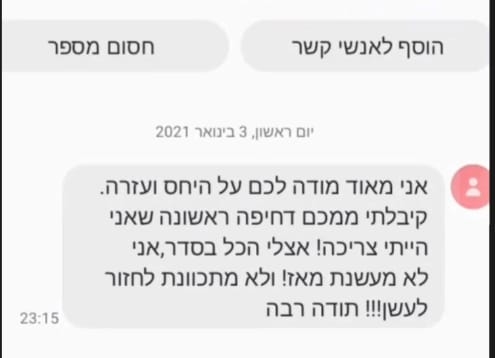 הוסף לאנשי קשר
חסום מספר
יום ראשון, 3 בינואר 2021
אני מאוד מודה לכם על היחס ועזרה.
קיבלתי ממכם דחיפה ראשונה שאני
הייתי צריכה! אצלי הכל בסדר,אני
לא מעשנת מאז! ולא מתכוונת לחזור
לעשן!!! תודה רבה
23:15